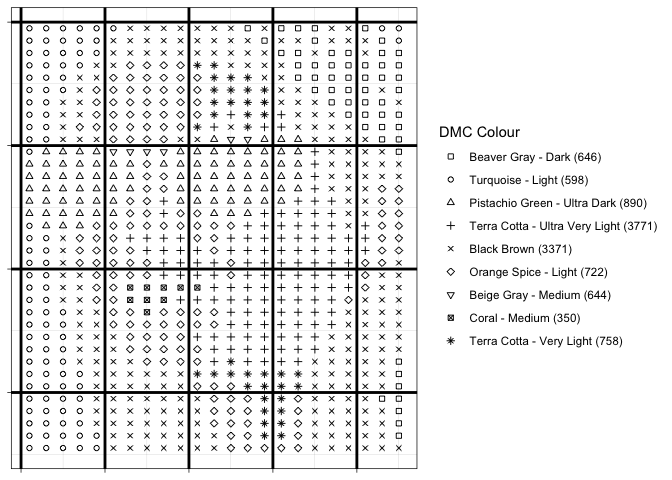 DMC Colour
Beaver Gray - Dark (646)
Turquoise - Light (598)
Pistachio Green - Ultra Dark (890)
Terra Cotta - Ultra Very Light (3771)
Black Brown (3371)
Orange Spice - Light (722)
Beige Gray - Medium (644)
Coral - Medium (350)
Terra Cotta - Very Light (758)